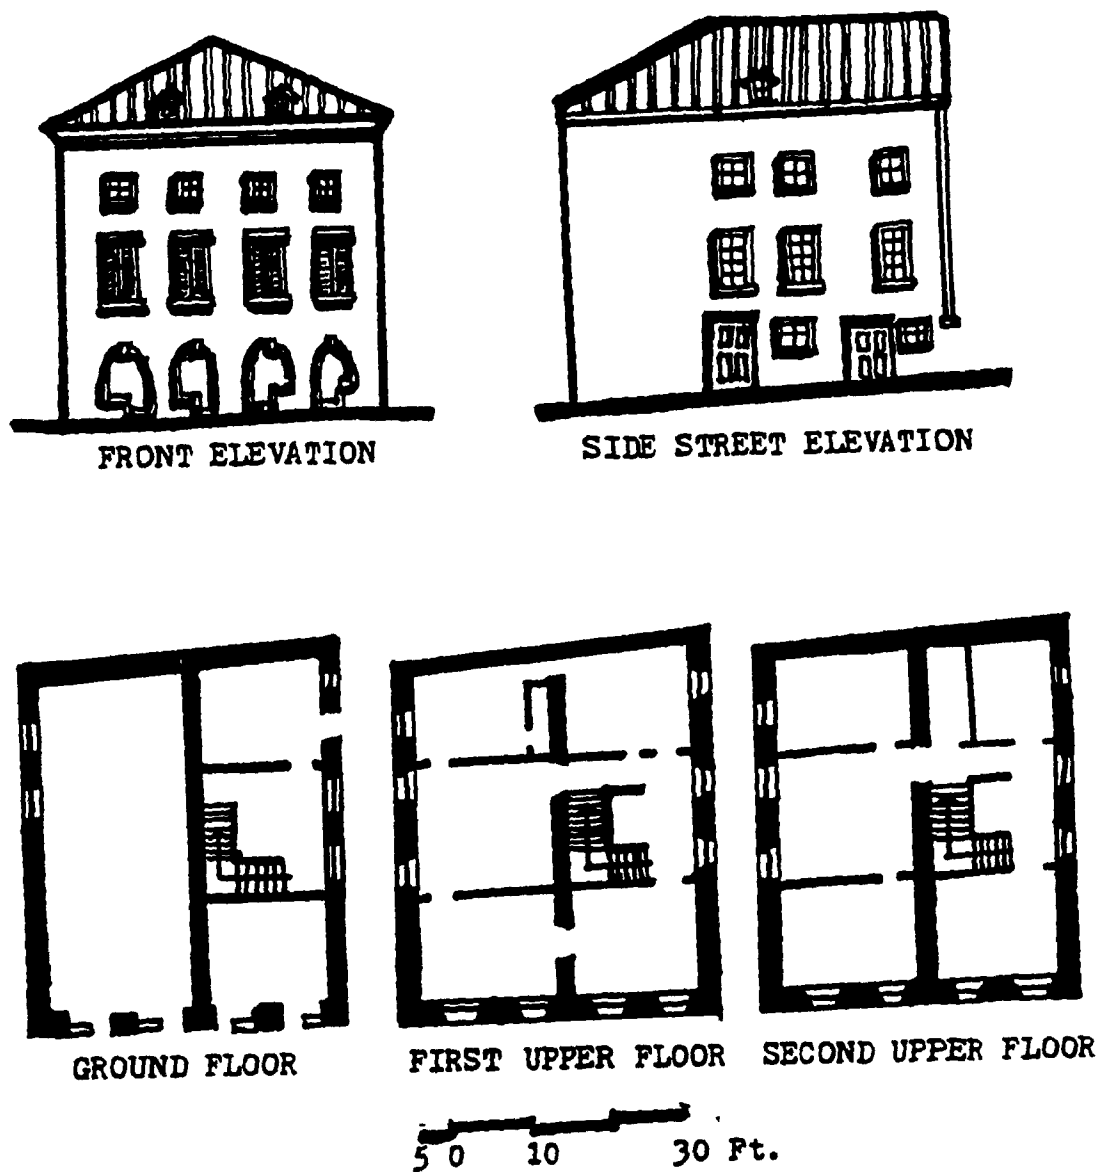 FRONT ELEVATION
SIDE STREET ELEVATION
GROUND FLOOR
FIRST UPPER FLOOR
SECOND UPPER FLOOR
5 0 10 30 Ft.